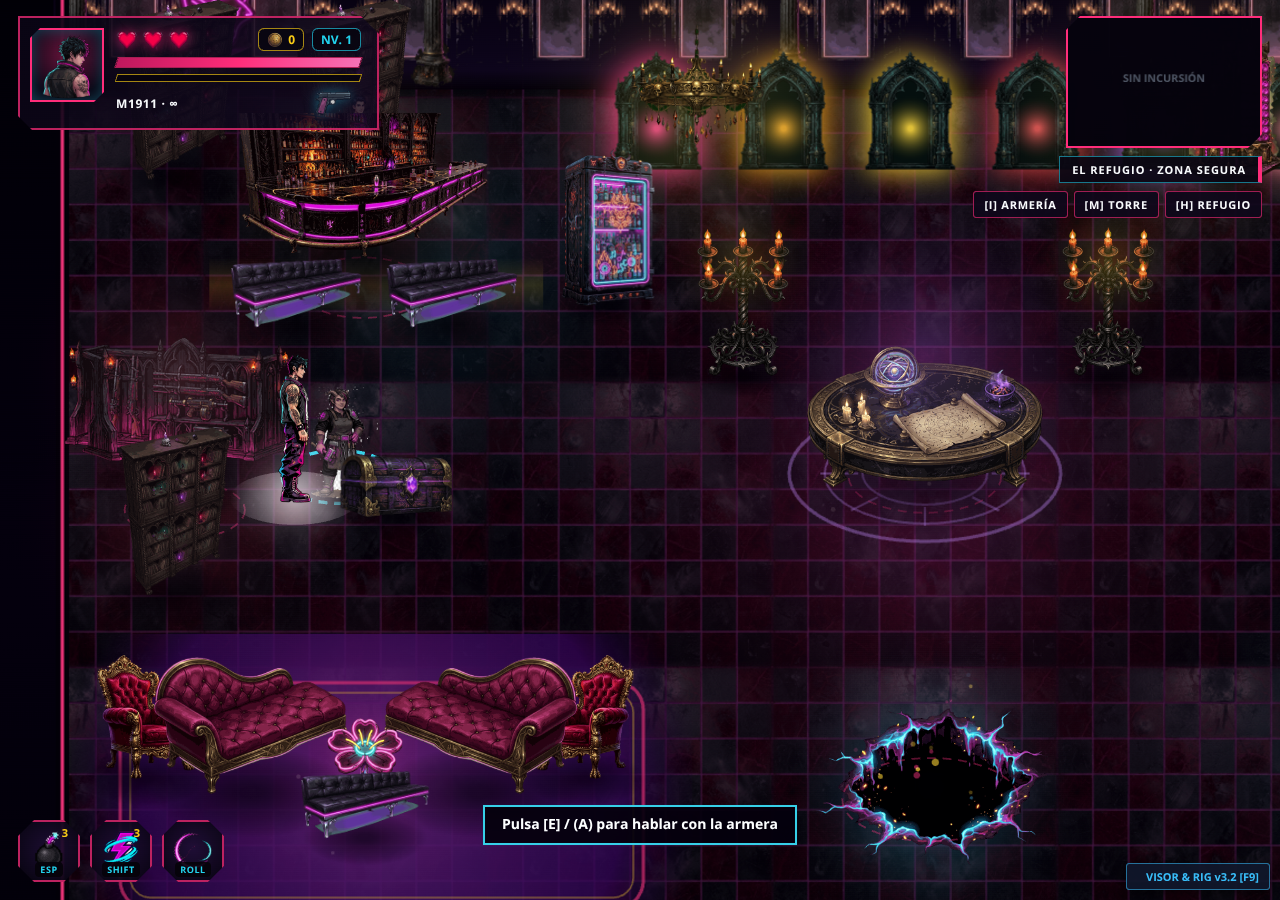 0
NV. 1
M1911 · ∞
SIN INCURSIÓN
EL REFUGIO · ZONA SEGURA
[I] ARMERÍA
[M] TORRE
[H] REFUGIO
Pulsa [E] / (A) para hablar con la armera
3
ESP
3
SHIFT
ROLL
VISOR & RIG v3.2 [F9]